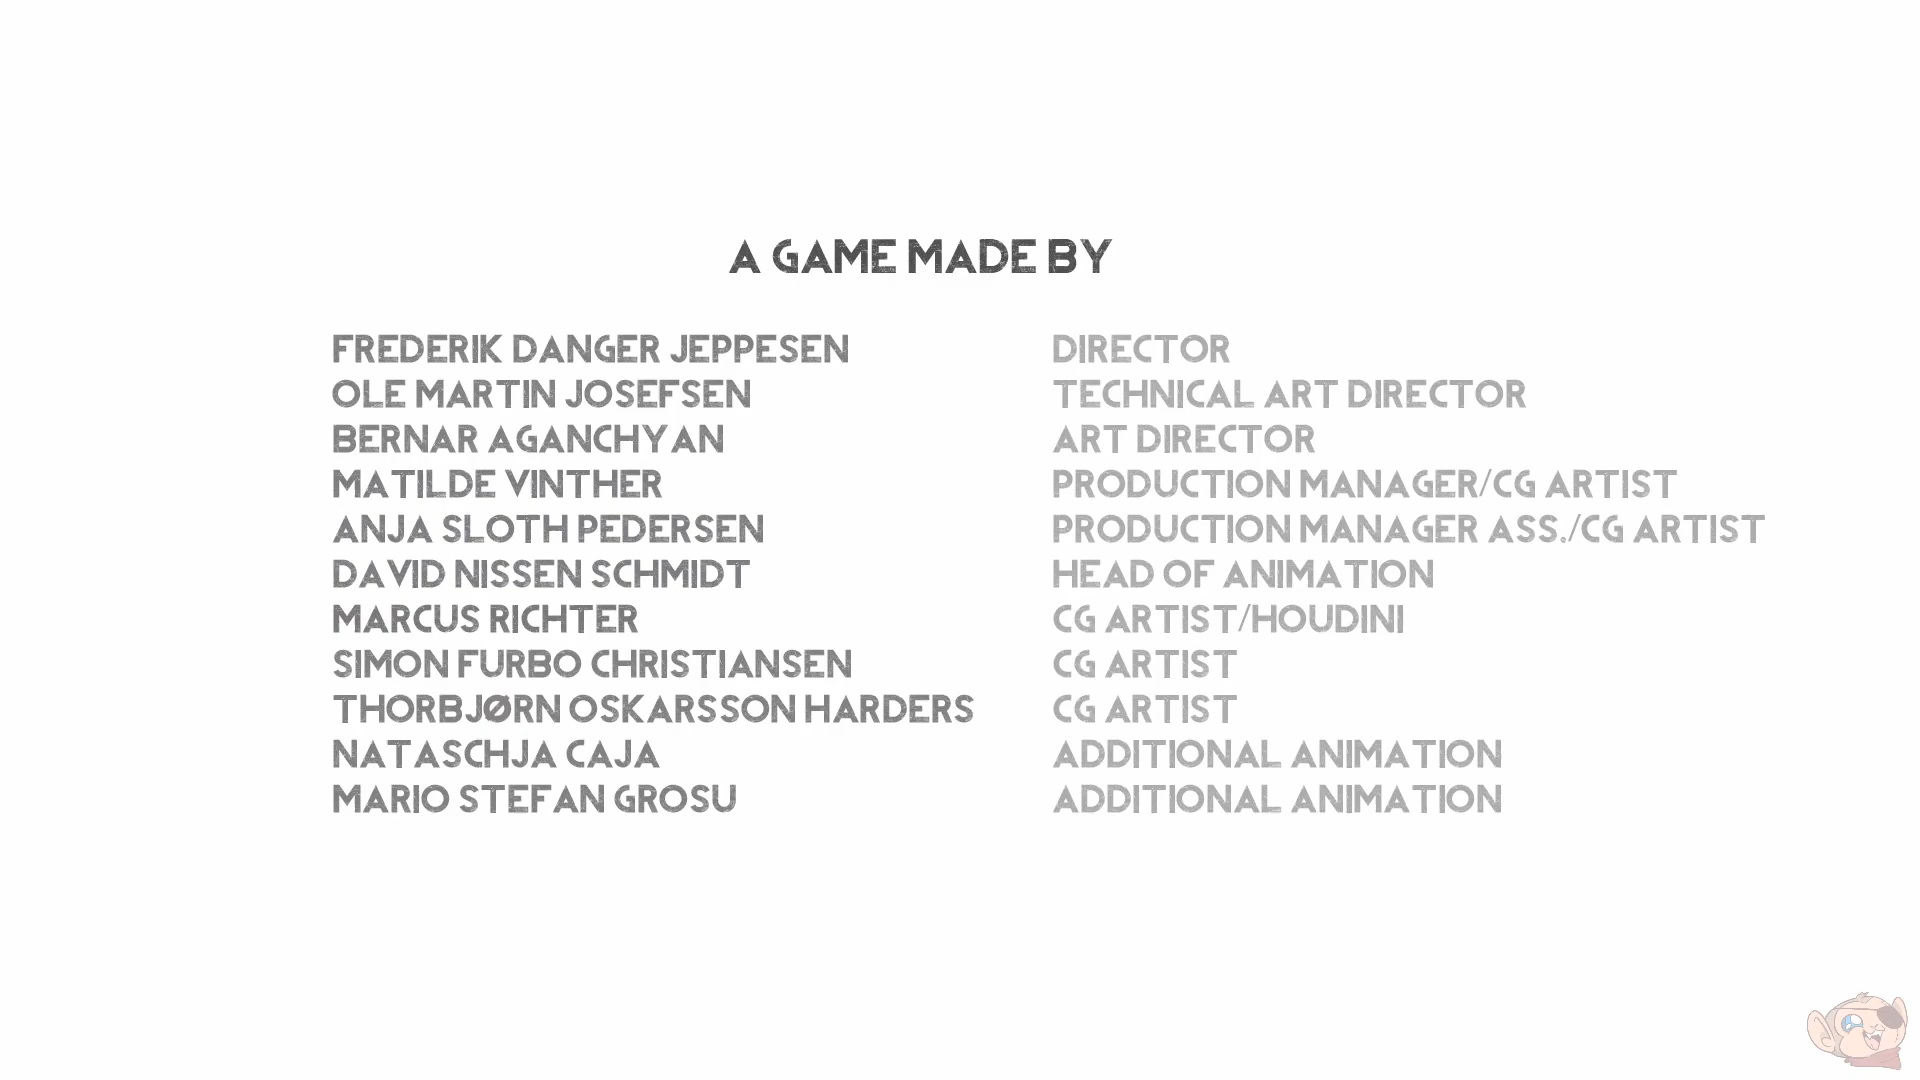 A GAME MADE BY
FREDERIK DANGER JEPPESEN DIRECTOR
OLE MARTIN JOSEFSEN TECHNICAL ART DIRECTOR
BERNAR AGANCHYAN ART DIRECTOR
MATILDE VINTHER PRODUCTION MANAGER/CG ARTIST
ANJA SLOTH PEDERSEN PRODUCTION MANAGER ASS./CG ARTIST
DAVID NISSEN SCHMIDT HEAD OF ANIMATION
MARCUS RICHTER CG ARTIST/HOUDINI
SIMON FURBO CHRISTIANSEN CG ARTIST
THORBJØRN OSKARSSON HARDERS CG ARTIST
NATASCHJA CAJA ADDITIONAL ANIMATION
MARIO STEFAN GROSU ADDITIONAL ANIMATION